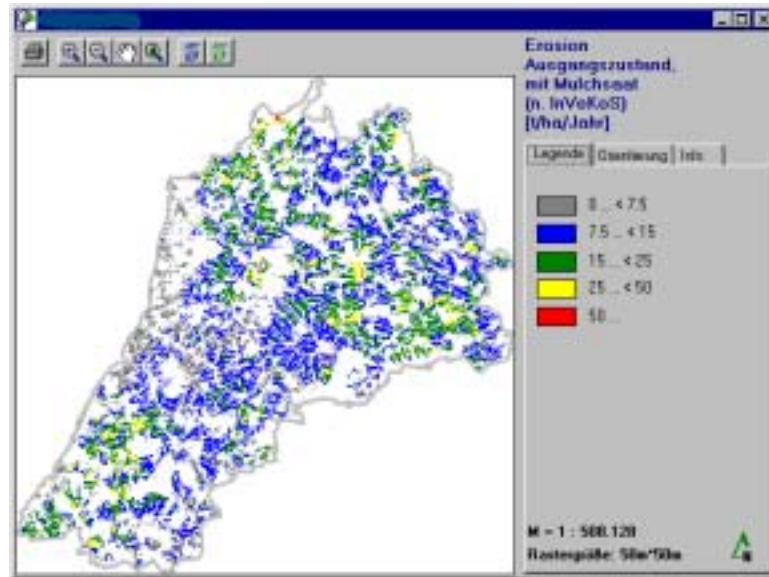 Erosion
Ausgangszustand,
mit Mulchsaat
(n. InVeKoS)
[t/ha/Jahr]
Legende Orientierung Info
0 ... < 7.5
7.5 ... < 15
15 ... < 25
25 ... < 50
50 ...
M = 1 : 508.128
Rastergröße: 50m*50m
N